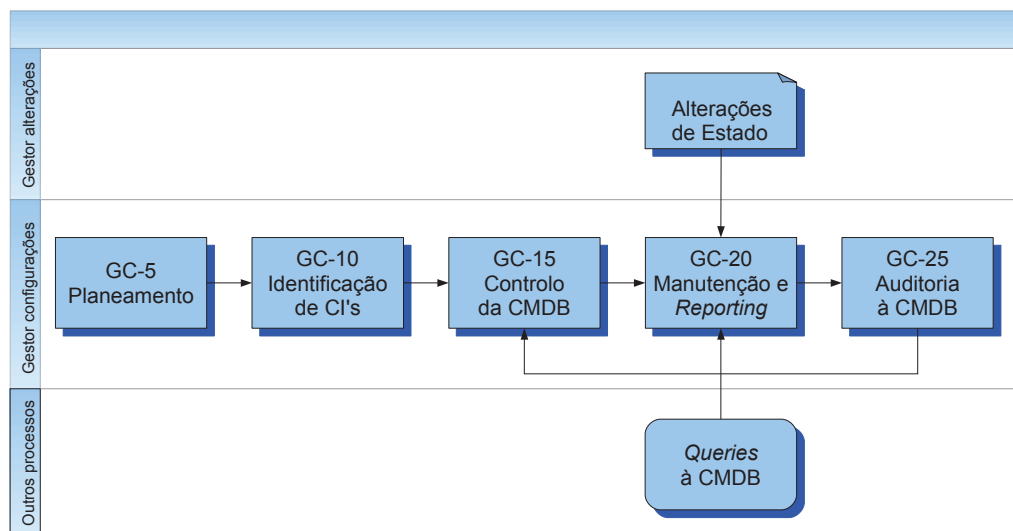 Gestor alterações
Alterações
de Estado
Gestor configurações
GC-5
Planeamento
GC-10
Identificação
de CI's
GC-15
Controlo
da CMDB
GC-20
Manutenção e
Reporting
GC-25
Auditoria
à CMDB
Outros processos
Queries
à CMDB